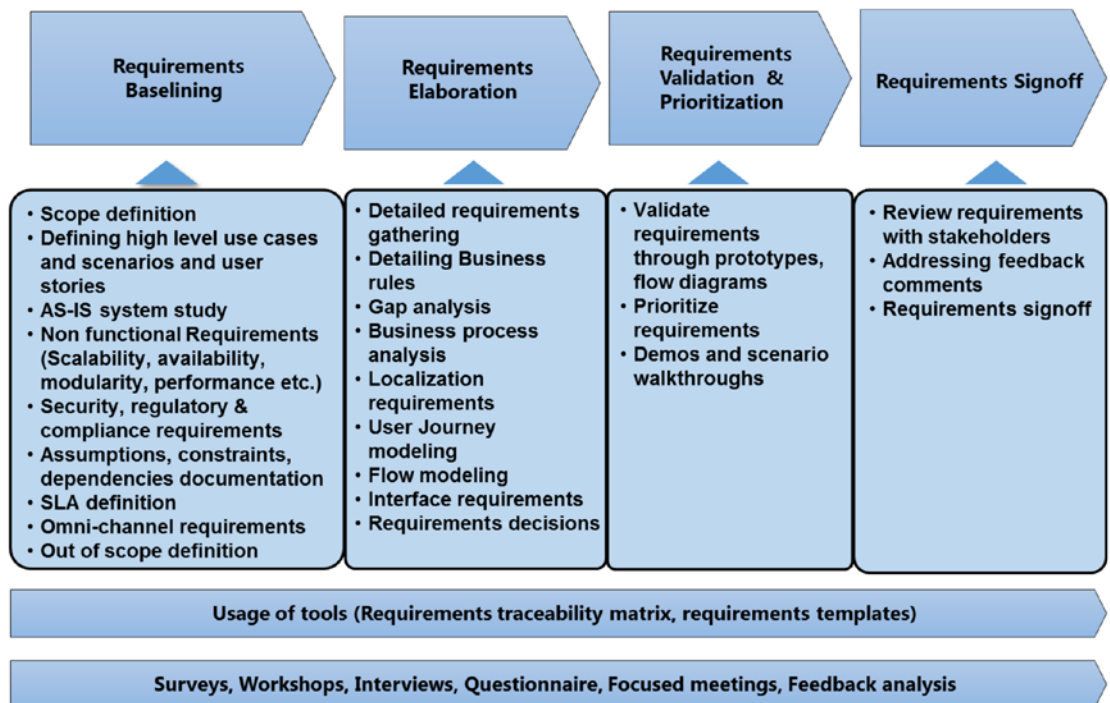 Requirements
Baselining
Requirements
Elaboration
Requirements
Validation &
Prioritization
Requirements Signoff
• Scope definition
• Defining high level use cases
and scenarios and user
stories
• AS-IS system study
• Non functional Requirements
(Scalability, availability,
modularity, performance etc.)
• Security, regulatory &
compliance requirements
• Assumptions, constraints,
dependencies documentation
• SLA definition
• Omni-channel requirements
• Out of scope definition
• Detailed requirements
gathering
• Detailing Business
rules
• Gap analysis
• Business process
analysis
• Localization
requirements
• User Journey
modeling
• Flow modeling
• Interface requirements
• Requirements decisions
• Validate
requirements
through prototypes,
flow diagrams
• Prioritize
requirements
• Demos and scenario
walkthroughs
• Review requirements
with stakeholders
• Addressing feedback
comments
• Requirements signoff
Usage of tools (Requirements traceability matrix, requirements templates)
Surveys, Workshops, Interviews, Questionnaire, Focused meetings, Feedback analysis